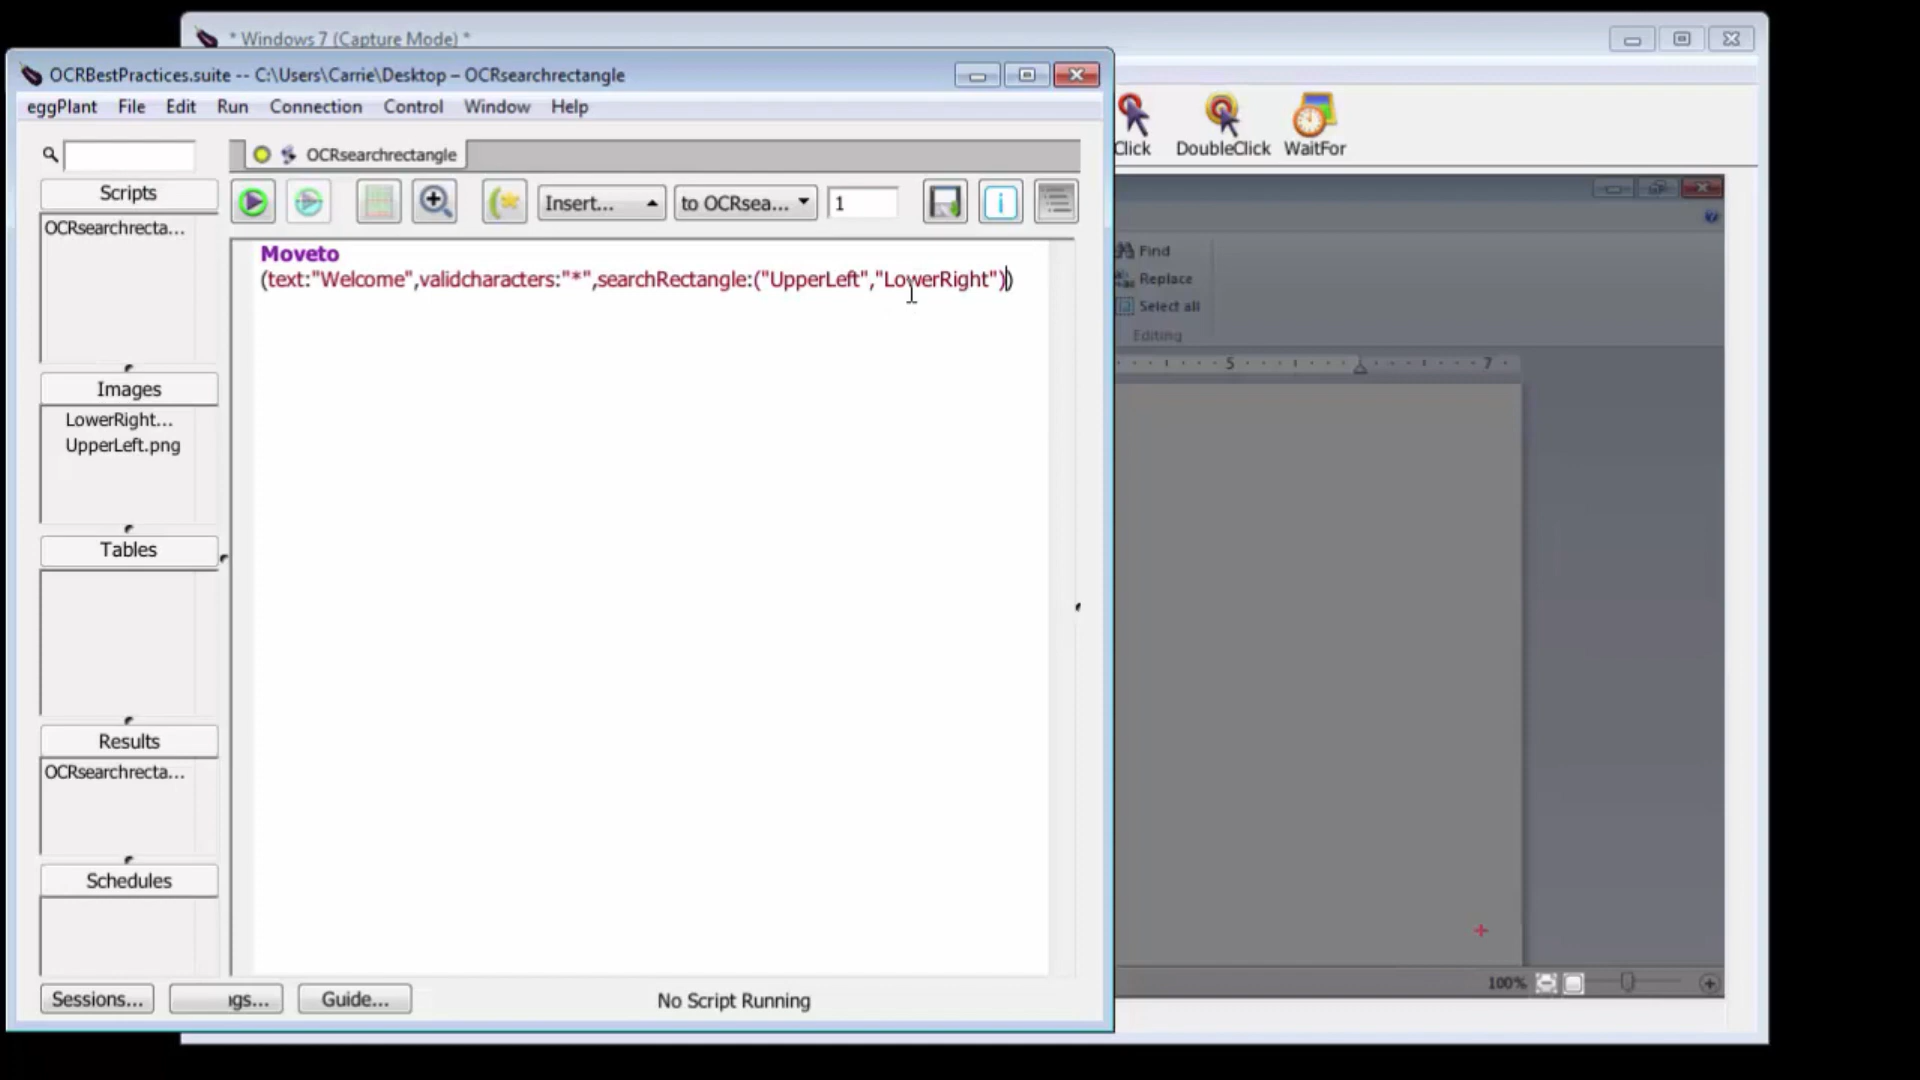 * Windows 7 (Capture Mode) *
OCRBestPractices.suite -- C:\Users\Carrie\Desktop – OCRsearchrectangle
eggPlant File Edit Run Connection Control Window Help
Click DoubleClick WaitFor
OCRsearchrectangle
Scripts
Insert... to OCRsea... 1
OCRsearchrecta...
Moveto
(text:"Welcome",validcharacters:"*",searchRectangle:("UpperLeft","LowerRight"))
Find
Replace
Select all
Editing
5 7
Images
LowerRight...
UpperLeft.png
Tables
Results
OCRsearchrecta...
Schedules
100%
Sessions... Guide... No Script Running